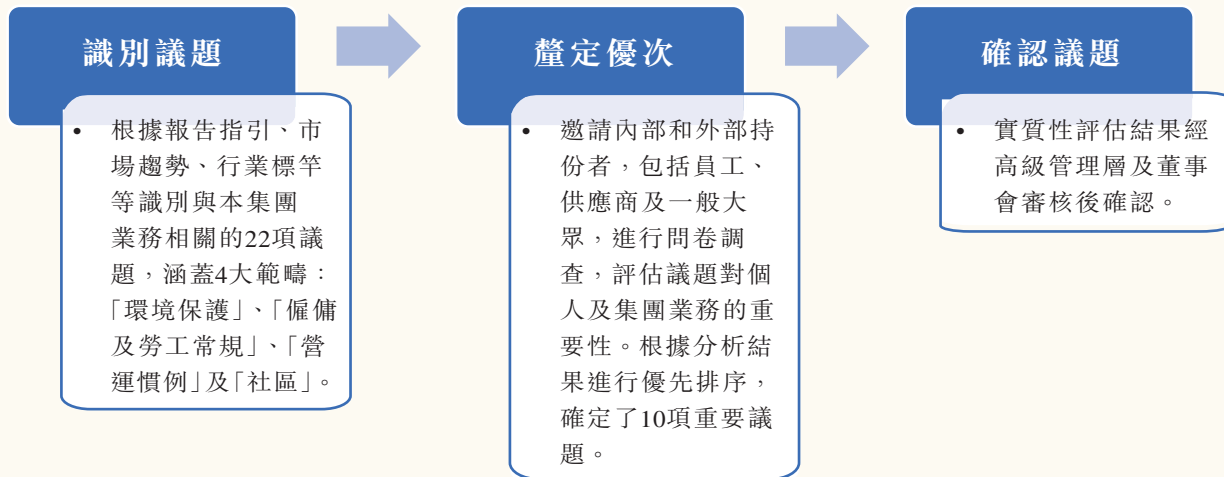 識別議題
• 根據報告指引、市
場趨勢、行業標竿
等識別與本集團
業務相關的22項議
題，涵蓋4大範疇：
「環境保護」、「僱傭
及勞工常規」、「營
運慣例」及「社區」。
釐定優次
• 邀請內部和外部持
份者，包括員工、
供應商及一般大
眾，進行問卷調
查，評估議題對個
人及集團業務的重
要性。根據分析結
果進行優先排序，
確定了10項重要議
題。
確認議題
• 實質性評估結果經
高級管理層及董事
會審核後確認。